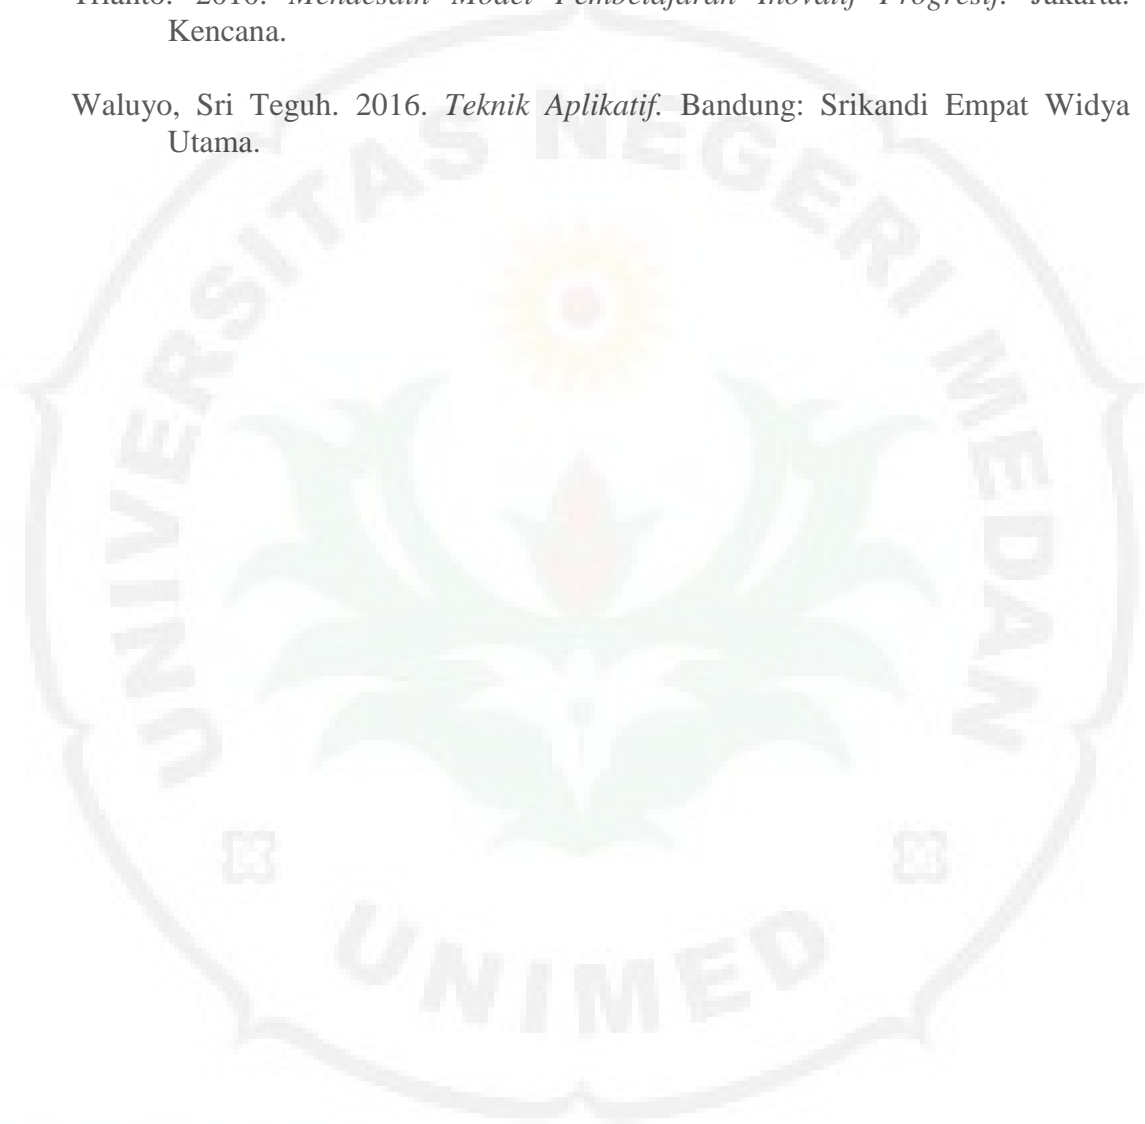 Trianto. 2010. Mendesain Model Pembelajaran Inovatif Progresif. Jakarta:
Kencana.
Waluyo, Sri Teguh. 2016. Teknik Aplikatif. Bandung: Srikandi Empat Widya
Utama.
UNIVERSITAS NEGERI MEDAN
UNIMED